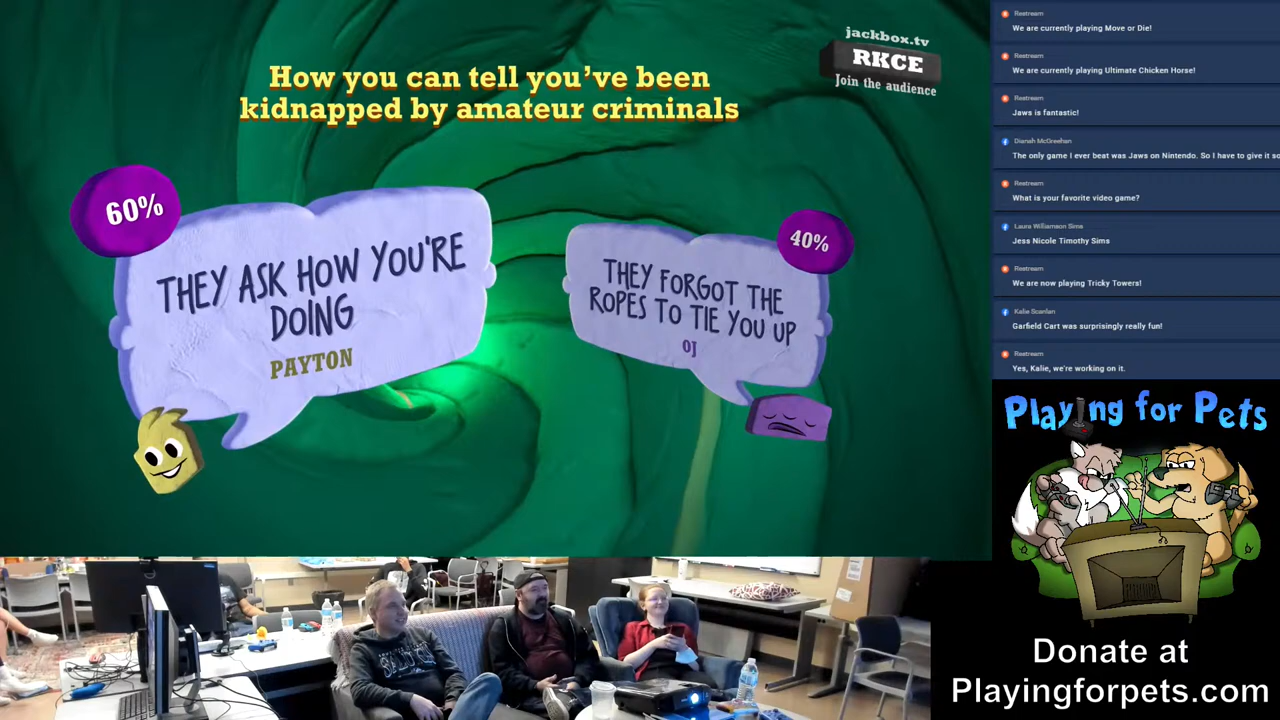 jackbox.tv
RKCE
Join the audience
How you can tell you've been
kidnapped by amateur criminals
60%
THEY ASK HOW YOU'RE
DOING
PAYTON
40%
THEY FORGOT THE
ROPES TO TIE YOU UP
OJ
Restream
We are currently playing Move or Die!
Restream
We are currently playing Ultimate Chicken Horse!
Restream
Jaws is fantastic!
Dianah McGreehan
The only game I ever beat was Jaws on Nintendo. So I have to give it so
Restream
What is your favorite video game?
Laura Williamson Sims
Jess Nicole Timothy Sims
Restream
We are now playing Tricky Towers!
Kalie Scanlan
Garfield Cart was surprisingly really fun!
Restream
Yes, Kalie, we're working on it.
Playing for Pets
Donate at
Playingforpets.com